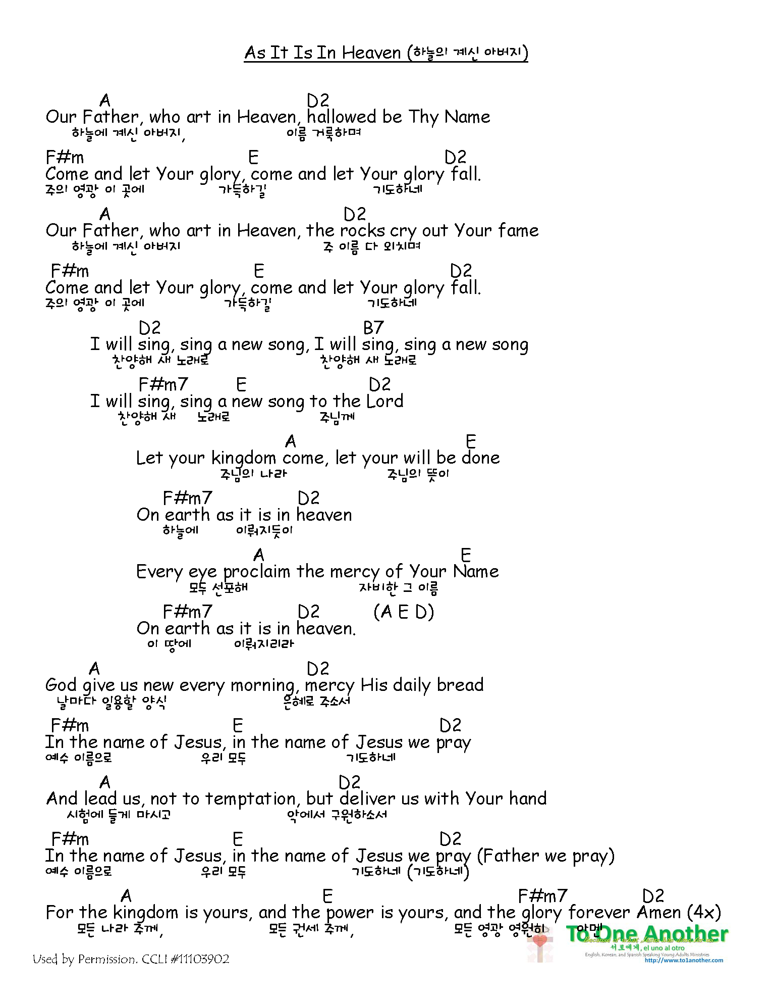 As It Is In Heaven (하늘의 계신 아버지)
A D2
Our Father, who art in Heaven, hallowed be Thy Name
하늘에 계신 아버지, 이름 거룩하며
F#m E D2
Come and let Your glory, come and let Your glory fall.
주의 영광 이 곳에 가득하길 기도하네
A D2
Our Father, who art in Heaven, the rocks cry out Your fame
하늘에 계신 아버지 주 이름 다 외치며
F#m E D2
Come and let Your glory, come and let Your glory fall.
주의 영광 이 곳에 가득하길 기도하네
D2 B7
I will sing, sing a new song, I will sing, sing a new song
찬양해 새 노래로 찬양해 새 노래로
F#m7 E D2
I will sing, sing a new song to the Lord
찬양해 새 노래로 주님께
A E
Let your kingdom come, let your will be done
주님의 나라 주님의 뜻이
F#m7 D2
On earth as it is in heaven
하늘에 이뤄지듯이
A E
Every eye proclaim the mercy of Your Name
모두 선포해 자비한 그 이름
F#m7 D2 (A E D)
On earth as it is in heaven.
이 땅에 이뤄지리라
A D2
God give us new every morning, mercy His daily bread
날마다 일용할 양식 은혜로 주소서
F#m E D2
In the name of Jesus, in the name of Jesus we pray
예수 이름으로 우리 모두 기도하네
A D2
And lead us, not to temptation, but deliver us with Your hand
시험에 들게 마시고 악에서 구원하소서
F#m E D2
In the name of Jesus, in the name of Jesus we pray (Father we pray)
예수 이름으로 우리 모두 기도하네 (기도하네)
A E F#m7 D2
For the kingdom is yours, and the power is yours, and the glory forever Amen (4x)
모든 나라 주께, 모든 권세 주께, 모든 영광 영원히 아멘
To One Another
Because of what Jesus has done for us
서로에게, el uno al otro
English, Korean, and Spanish Speaking Young Adults Ministries
http://www.to1another.com
Used by Permission. CCLI #11103902